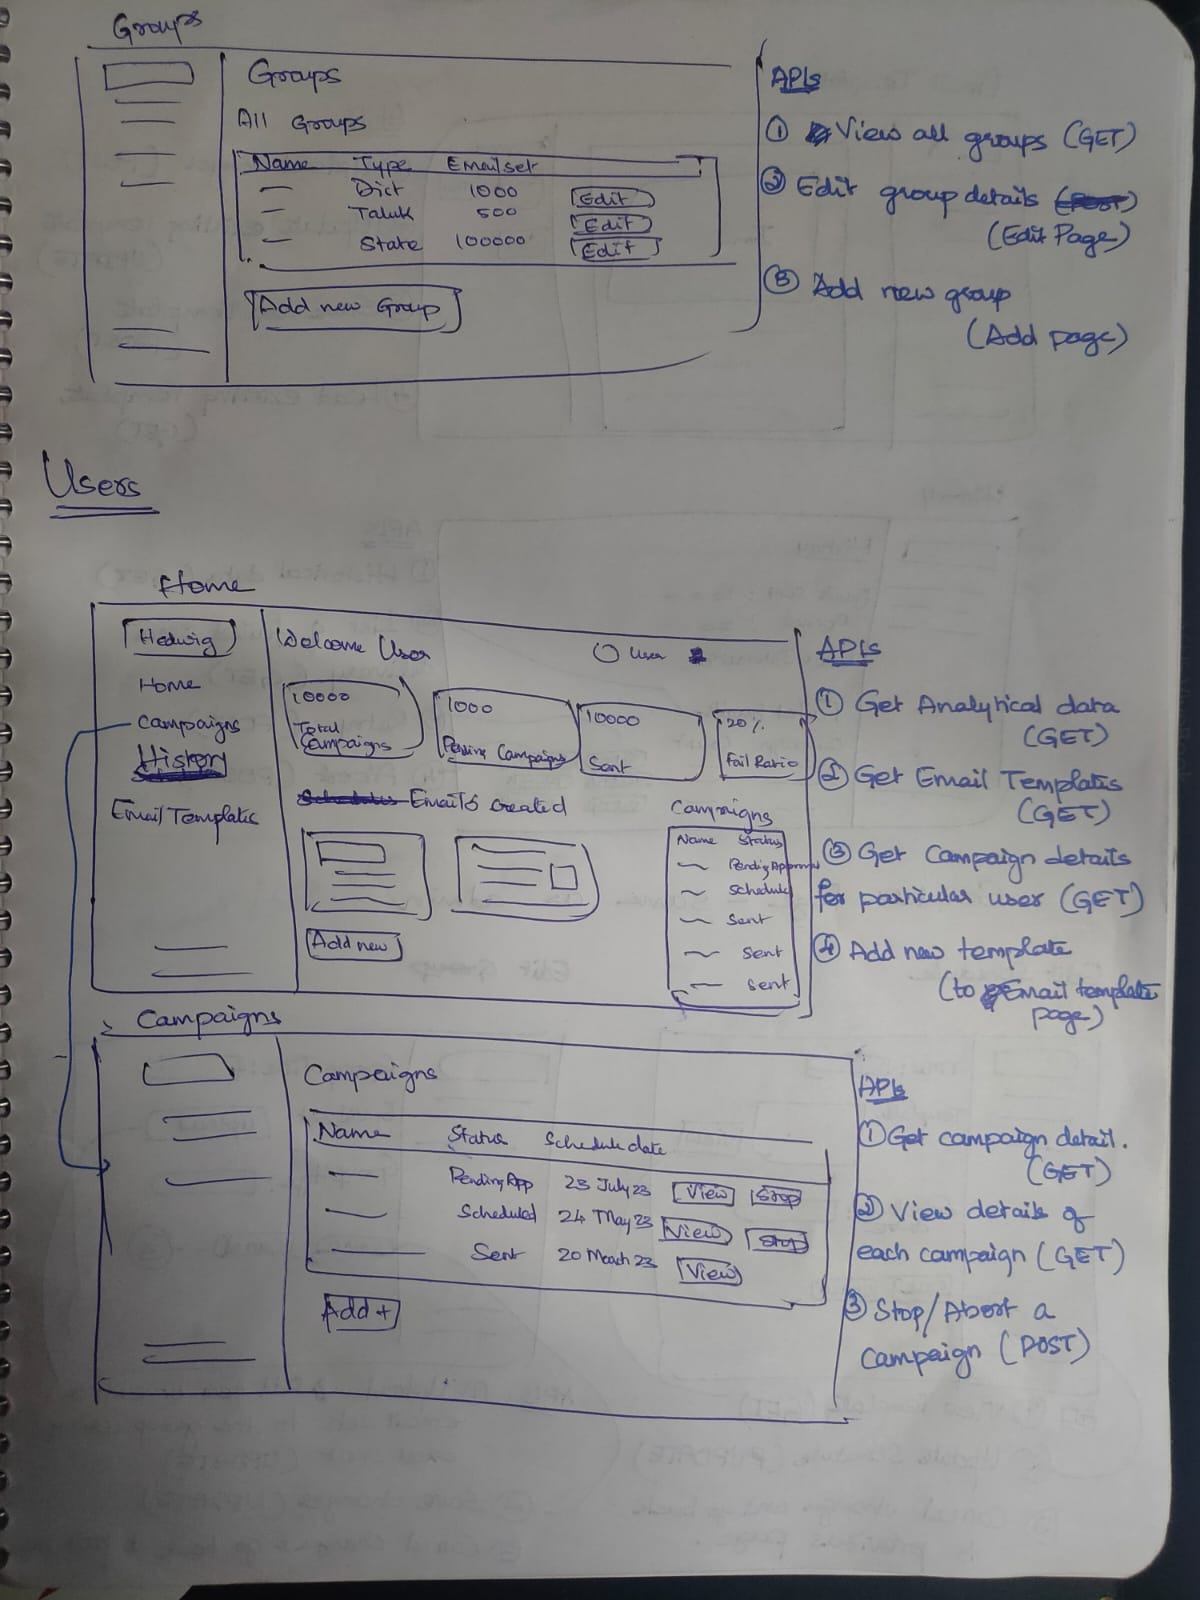 Groups
Groups
All Groups
Name Type Emailset
Dict 1000 Edit
Taluk 500 Edit
State 100000 Edit
Add new Group
APIs
① View all groups (GET)
② Edit group details (POST)
(Edit Page)
③ Add new group
(Add page)
Users
Home
Hedwig
Home
Campaigns
History
Email Templates
Welcome User
User
10000
Total
Campaigns
1000
Pending Campaigns
10000
Sent
20%
Fail Ratio
Schedules Emails created
Add new
Campaigns
Name Status
Pending Approval
Schedule
Sent
Sent
Sent
APIs
① Get Analytical data
(GET)
② Get Email Templates
(GET)
③ Get Campaign details
for particular user (GET)
④ Add new template
(to Email template
page)
Campaigns
Campaigns
Name Status Schedule date
Pending App 23 July 23 View Stop
Scheduled 24 May 23 View Stop
Sent 20 March 23 View
Add +
APIs
① Get campaign detail.
(GET)
② View details of
each campaign (GET)
③ Stop/Abort a
Campaign (POST)